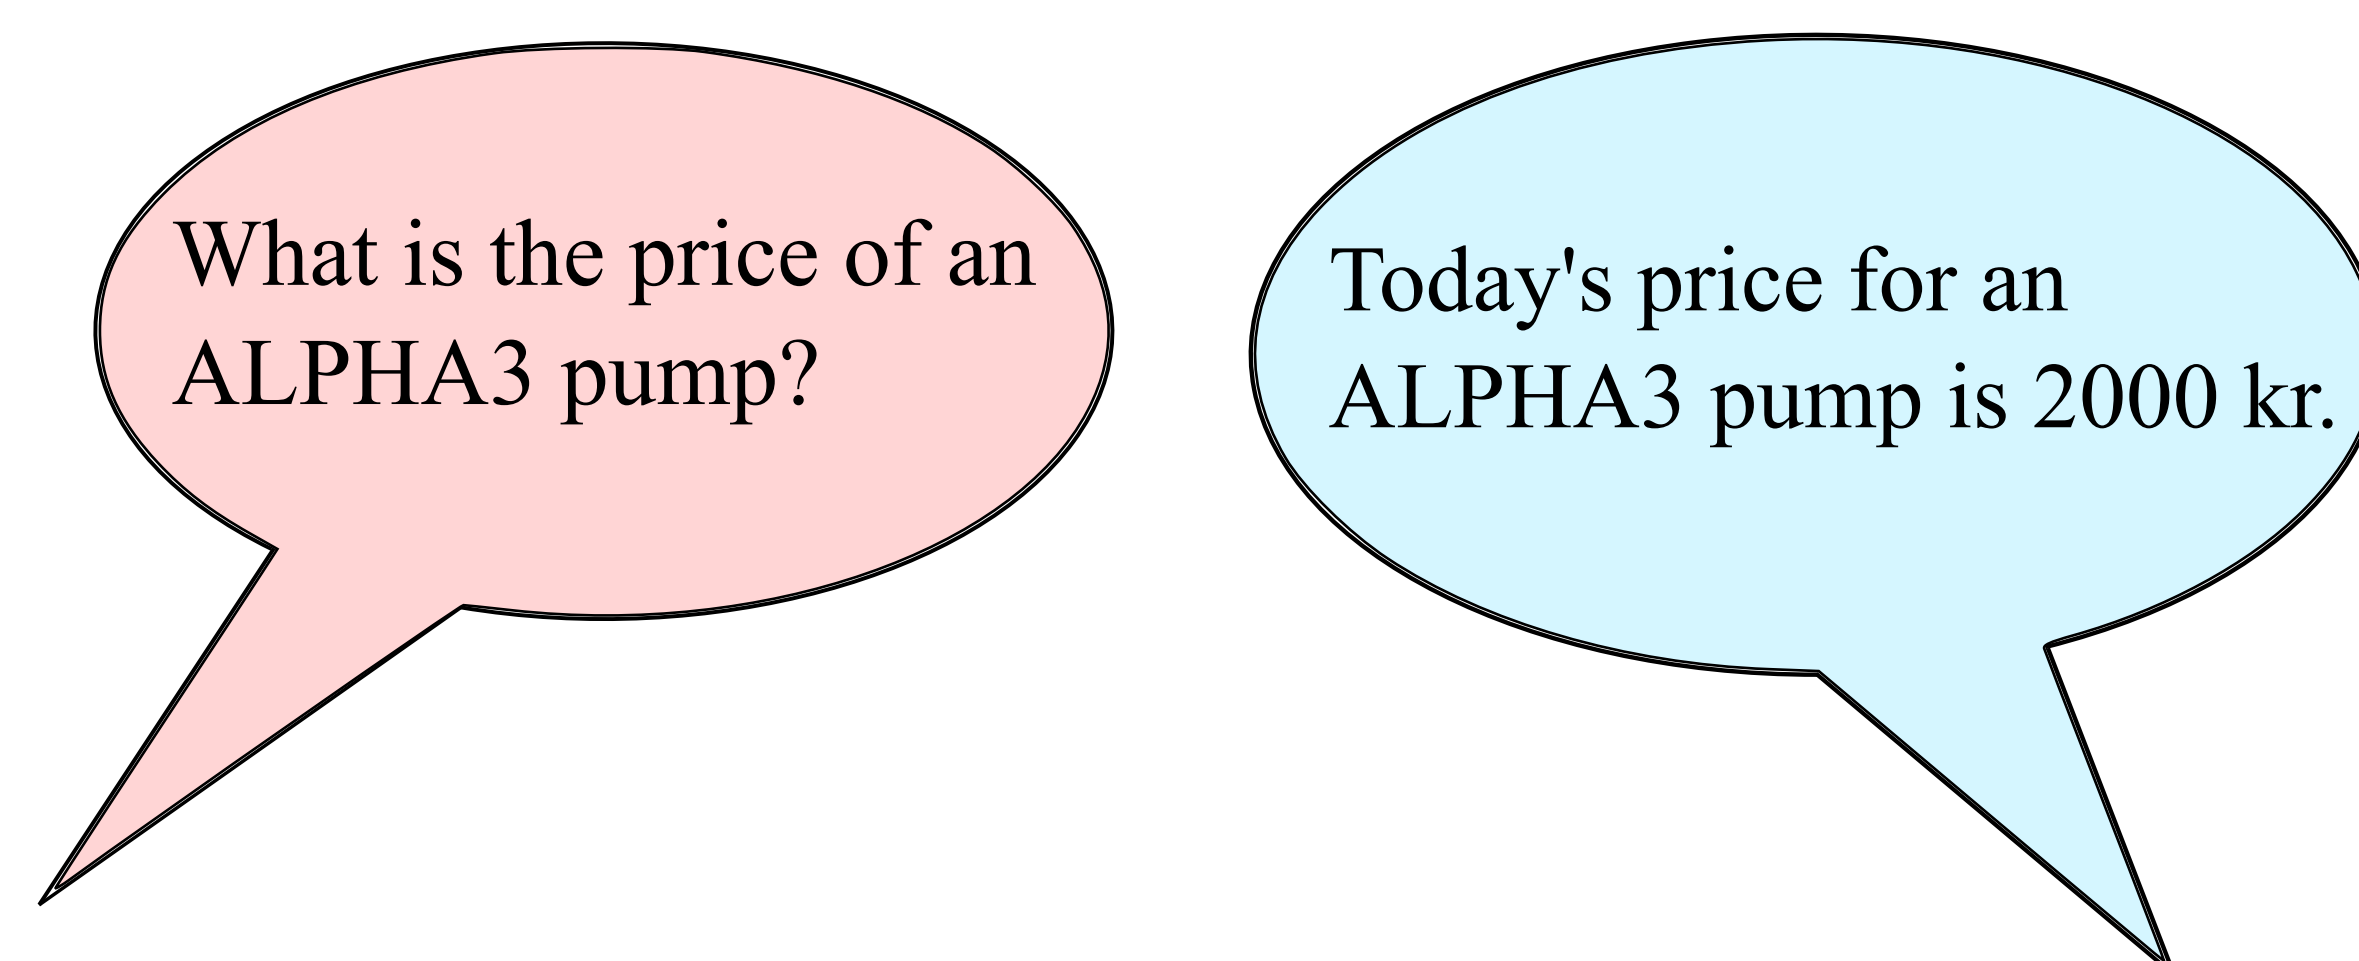 What is the price of an
ALPHA3 pump?
Today's price for an
ALPHA3 pump is 2000 kr.